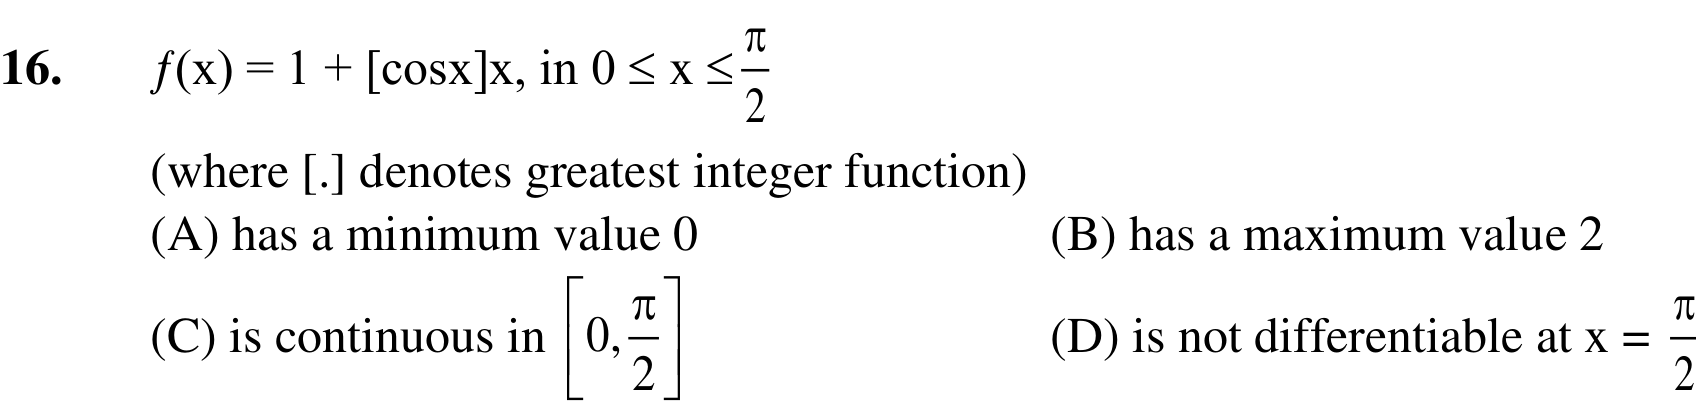 16. f(x) = 1 + [cosx]x, in 0 ≤ x ≤ π/2
(where [.] denotes greatest integer function)
(A) has a minimum value 0 (B) has a maximum value 2
(C) is continuous in [0, π/2] (D) is not differentiable at x = π/2